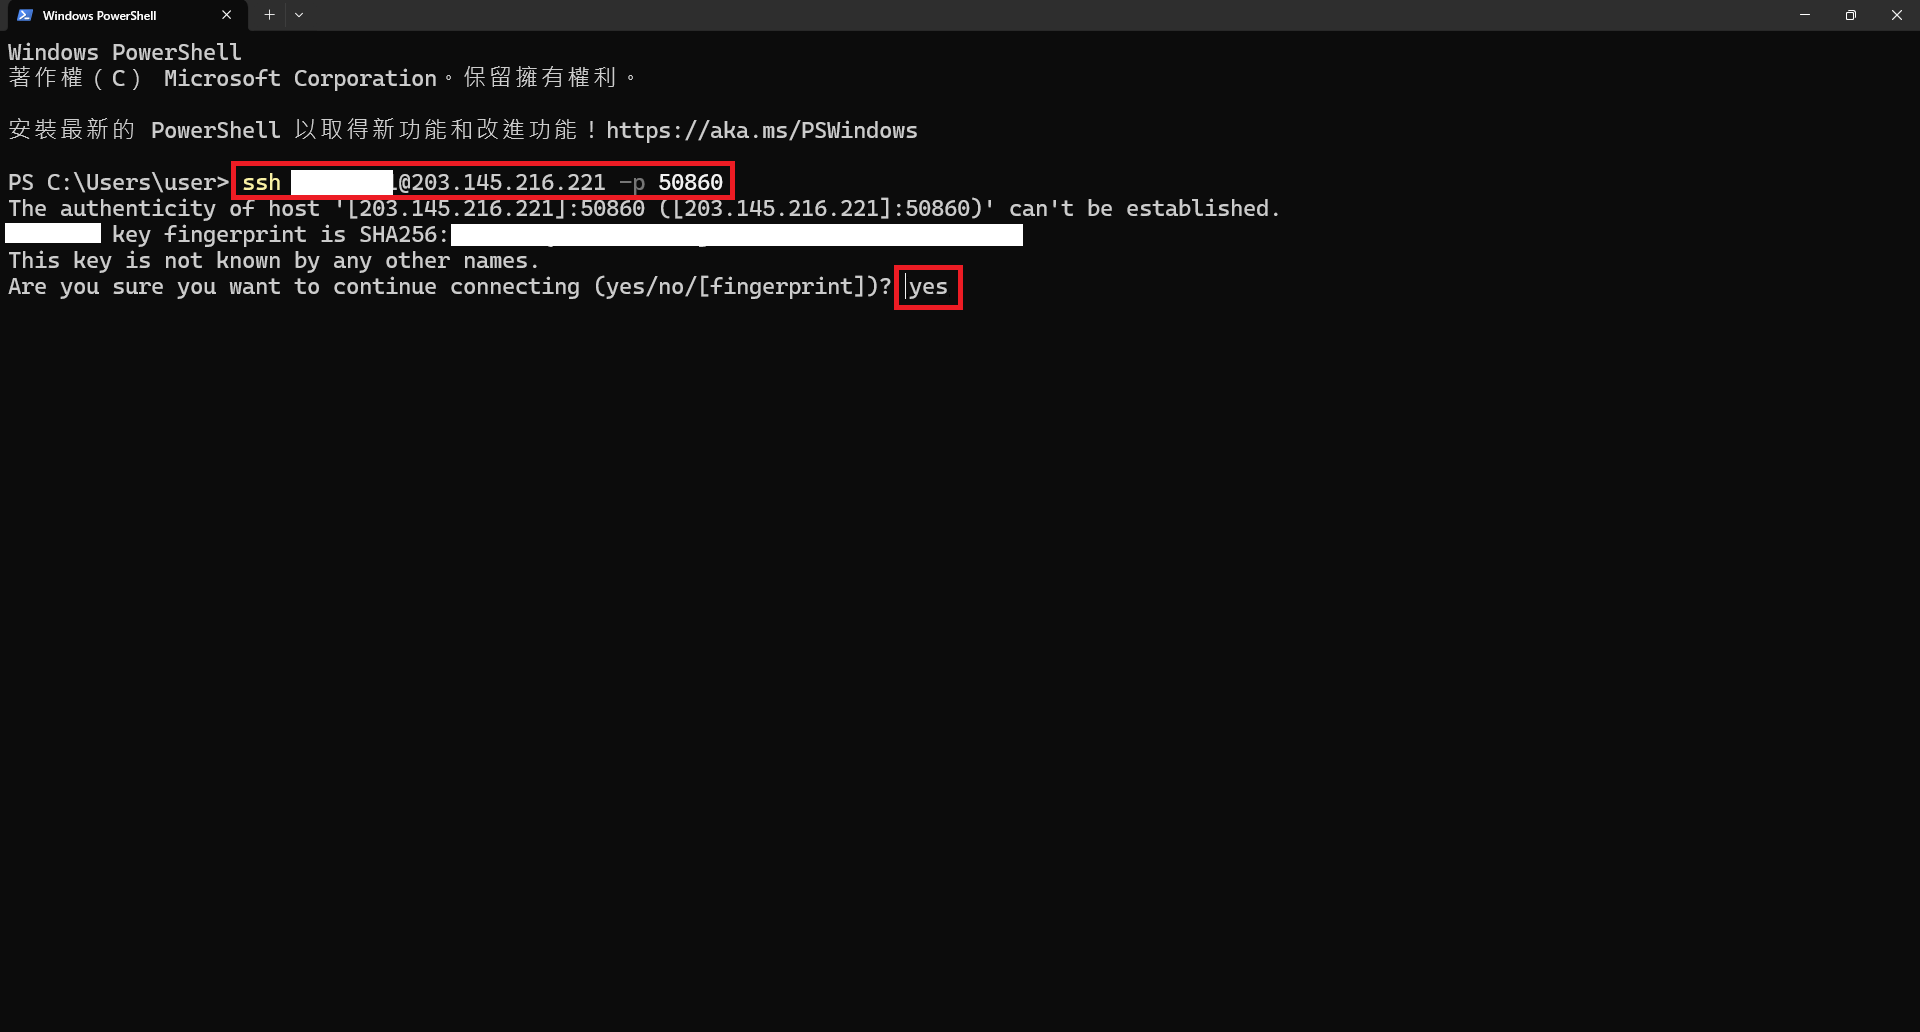 Windows PowerShell
Windows PowerShell
著作權（C） Microsoft Corporation。保留擁有權利。
安裝最新的 PowerShell 以取得新功能和改進功能！https://aka.ms/PSWindows
PS C:\Users\user> ssh @203.145.216.221 -p 50860
The authenticity of host '[203.145.216.221]:50860 ([203.145.216.221]:50860)' can't be established.
key fingerprint is SHA256:
This key is not known by any other names.
Are you sure you want to continue connecting (yes/no/[fingerprint])? yes